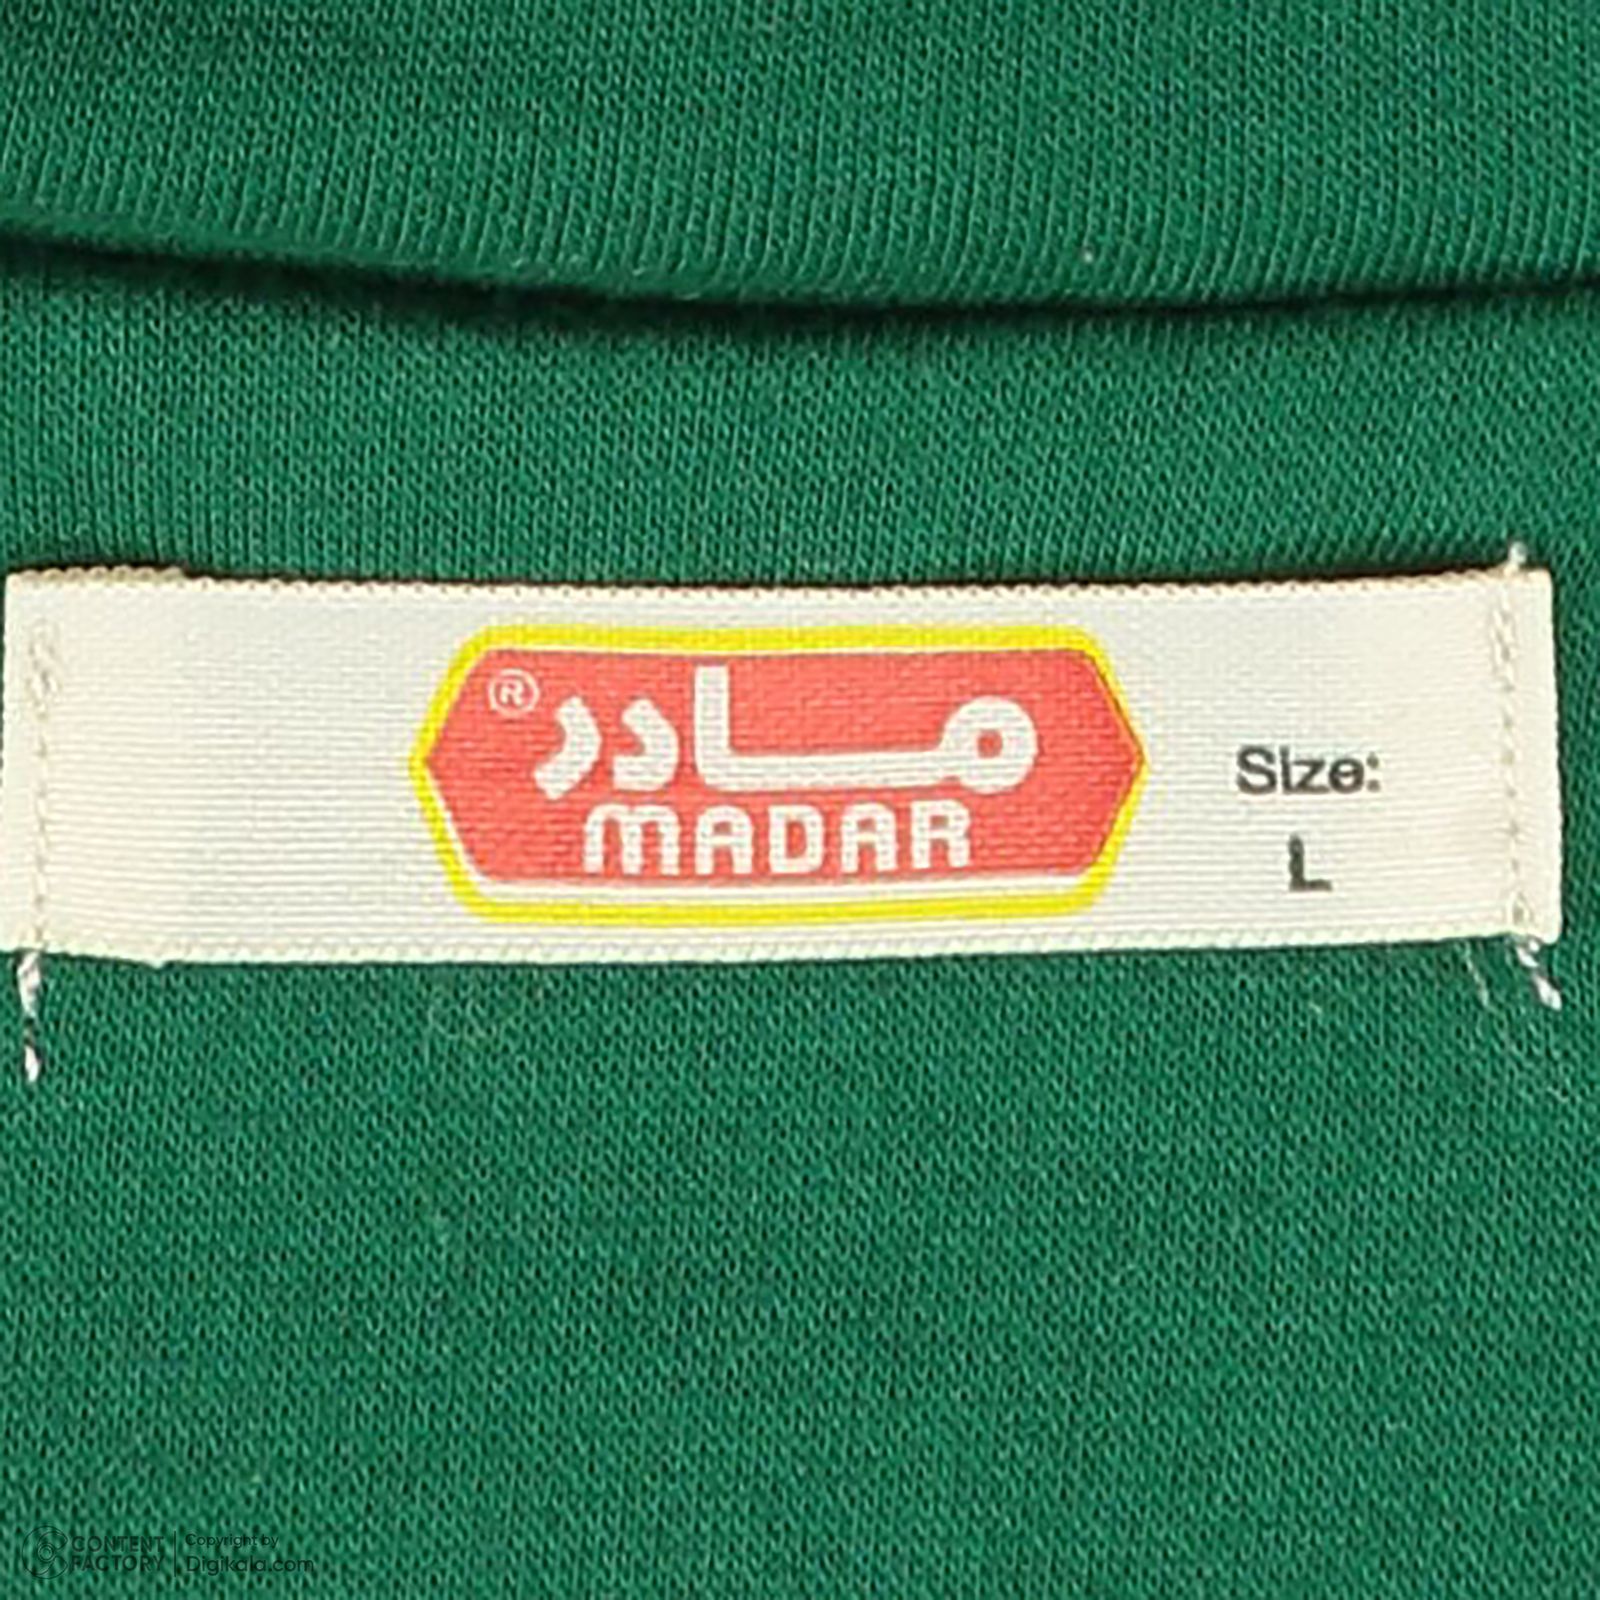 مادر ®
MADAR
Size:
L
CONTENT FACTORY
Copyright by
Digikala.com